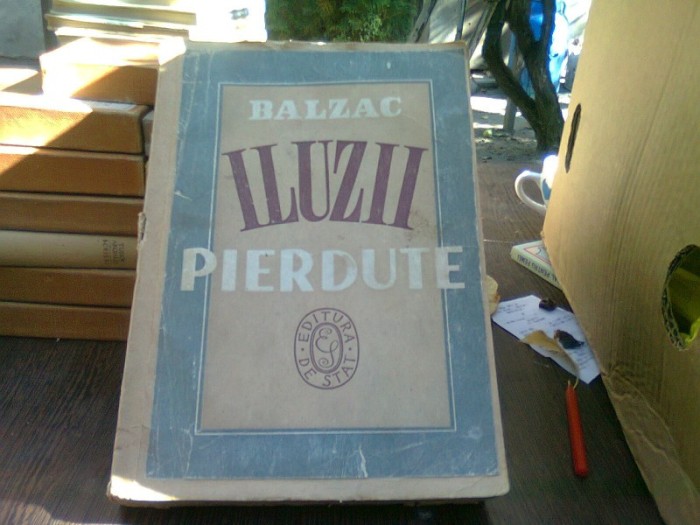 BALZAC
ILUZII
PIERDUTE
EDITURA
DE STAT